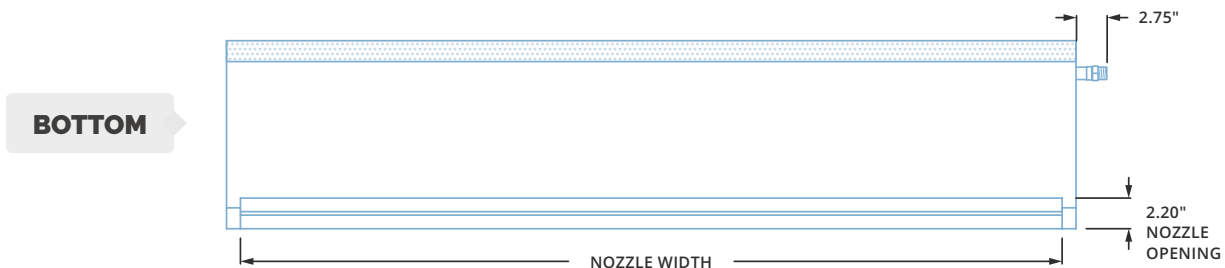 2.75"
BOTTOM
2.20"
NOZZLE
OPENING
NOZZLE WIDTH